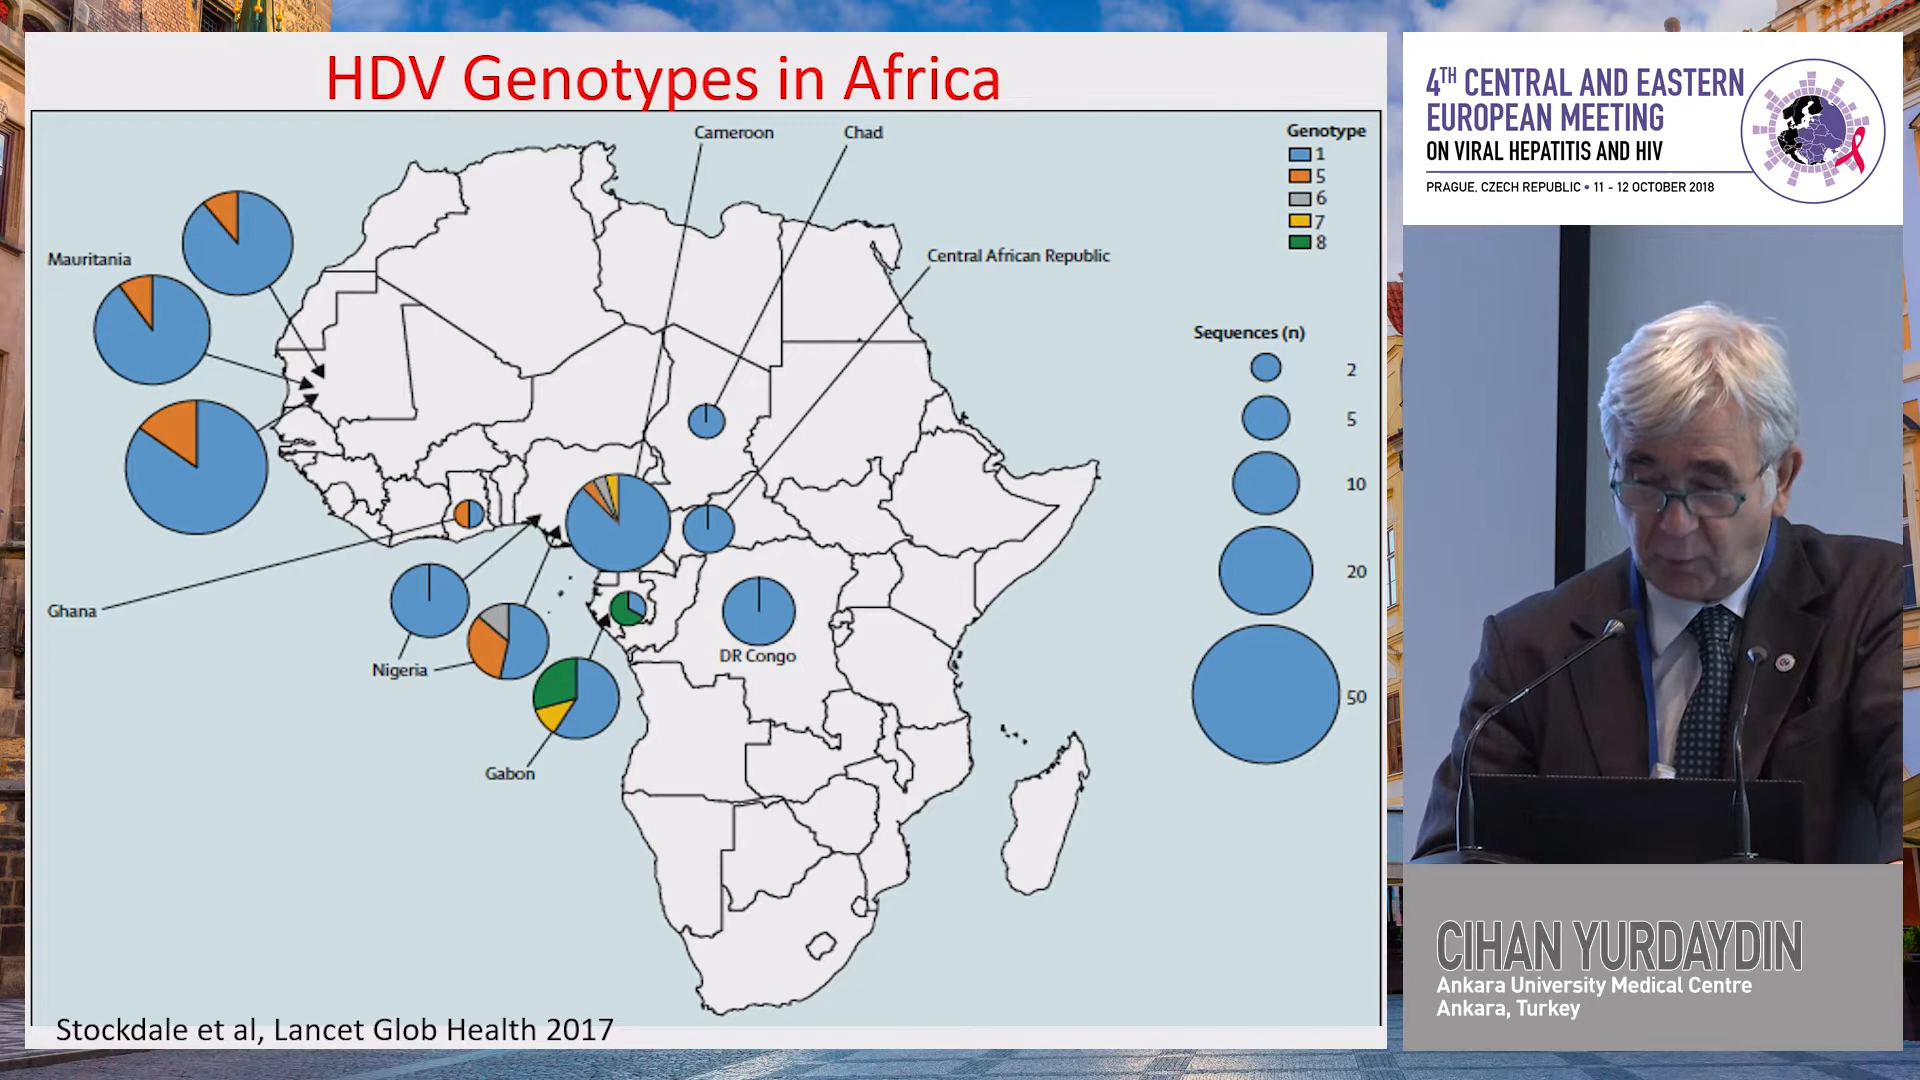 HDV Genotypes in Africa
Cameroon
Chad
Genotype
1
5
6
7
8
Mauritania
Central African Republic
Sequences (n)
2
5
10
20
50
Ghana
Nigeria
DR Congo
Gabon
Stockdale et al, Lancet Glob Health 2017
4TH CENTRAL AND EASTERN
EUROPEAN MEETING
ON VIRAL HEPATITIS AND HIV
PRAGUE, CZECH REPUBLIC • 11 - 12 OCTOBER 2018
CIHAN YURDAYDIN
Ankara University Medical Centre
Ankara, Turkey